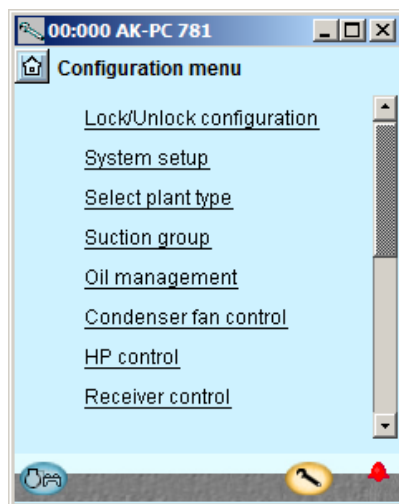 00:000 AK-PC 781
Configuration menu
Lock/Unlock configuration
System setup
Select plant type
Suction group
Oil management
Condenser fan control
HP control
Receiver control